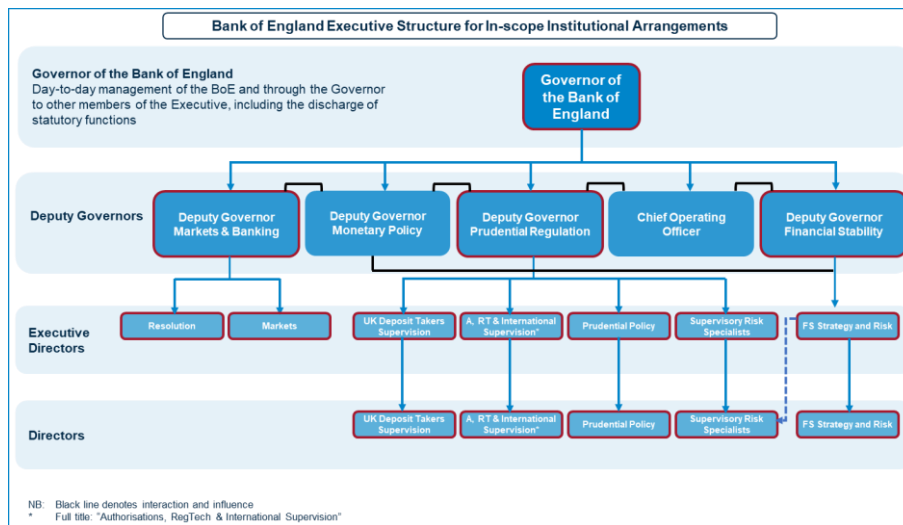 Bank of England Executive Structure for In-scope Institutional Arrangements
Governor of the Bank of England
Day-to-day management of the BoE and through the Governor
to other members of the Executive, including the discharge of
statutory functions
Governor of
the Bank of
England
Deputy Governors
Deputy Governor
Markets & Banking
Deputy Governor
Monetary Policy
Deputy Governor
Prudential Regulation
Chief Operating
Officer
Deputy Governor
Financial Stability
Executive
Directors
Resolution
Markets
UK Deposit Takers
Supervision
A, RT & International
Supervision*
Prudential Policy
Supervisory Risk
Specialists
FS Strategy and Risk
Directors
UK Deposit Takers
Supervision
A, RT & International
Supervision*
Prudential Policy
Supervisory Risk
Specialists
FS Strategy and Risk
NB: Black line denotes interaction and influence
* Full title: "Authorisations, RegTech & International Supervision"